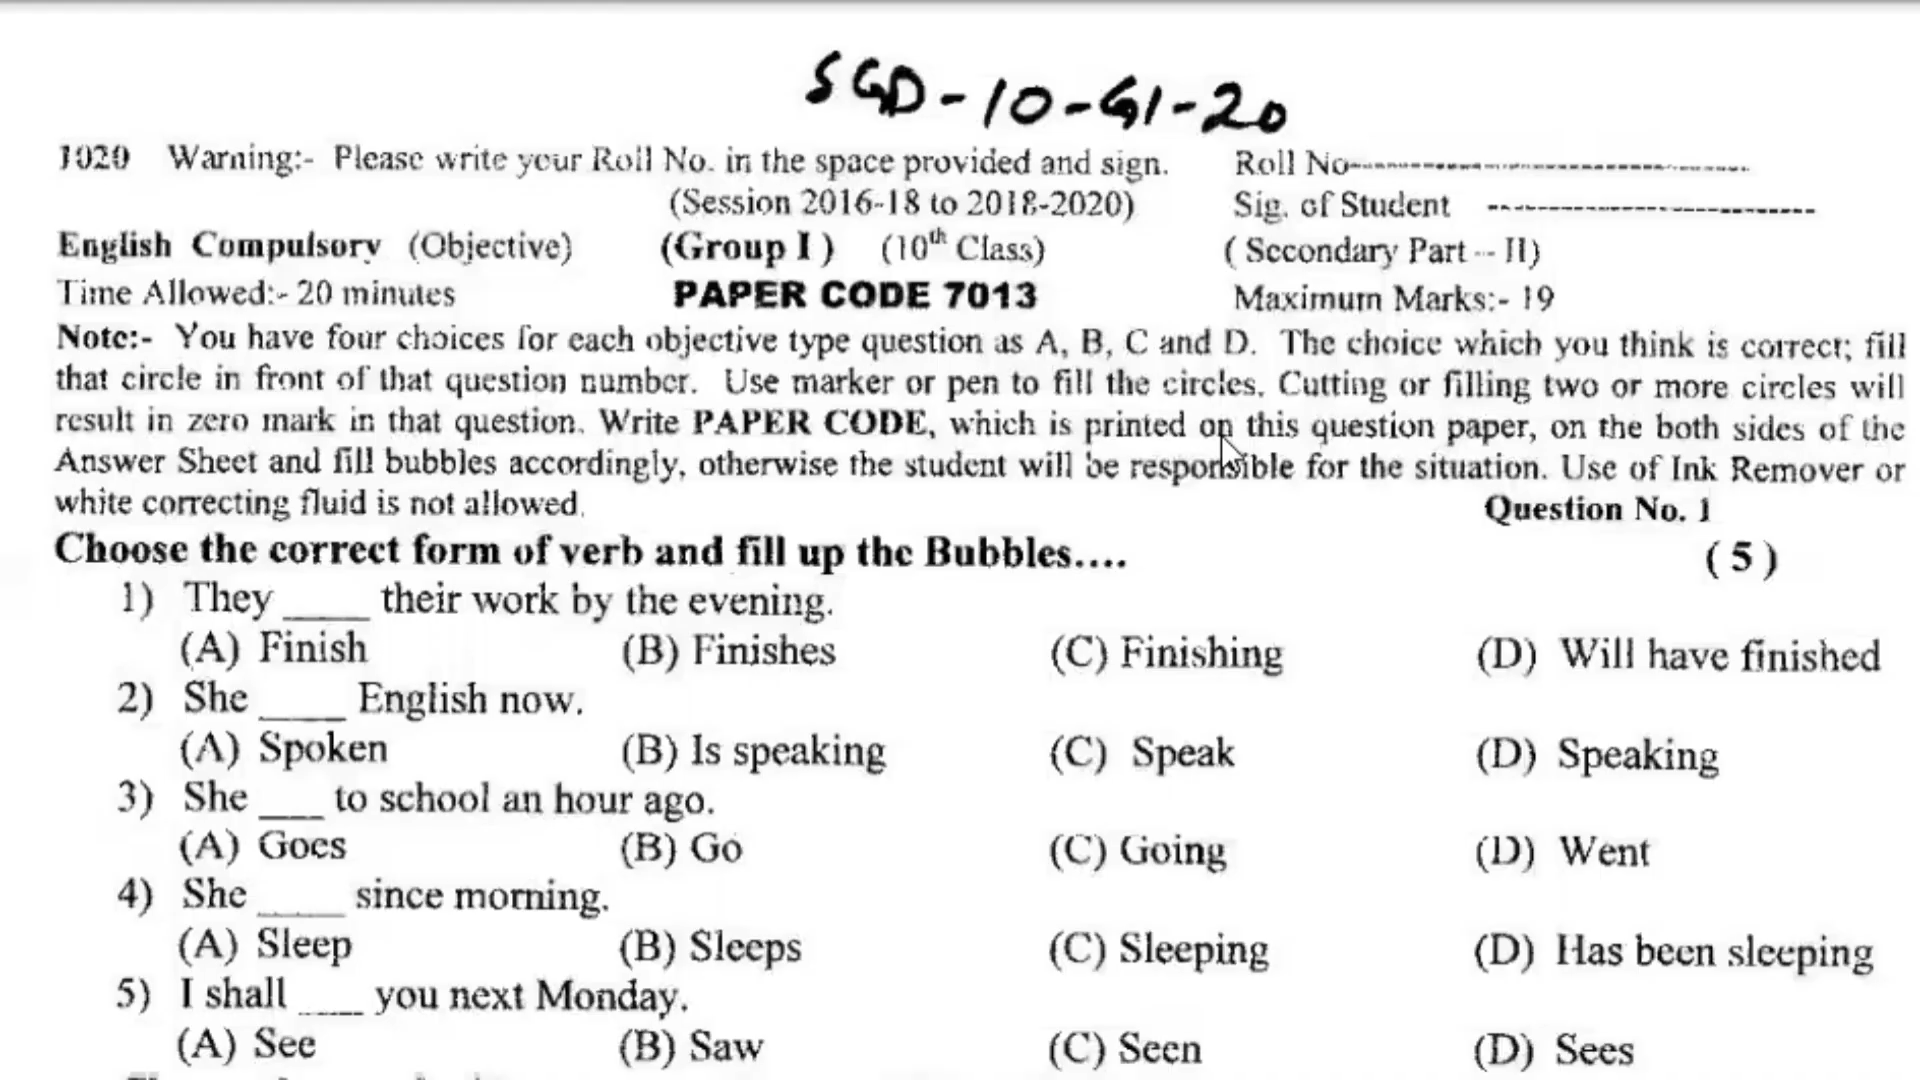 SGD-10-G1-20
1020 Warning:- Please write your Roll No. in the space provided and sign. Roll No--------------------
(Session 2016-18 to 2018-2020) Sig. of Student --------------------
English Compulsory (Objective) (Group I ) (10th Class) ( Secondary Part -- II)
Time Allowed:- 20 minutes PAPER CODE 7013 Maximum Marks:- 19
Note:- You have four choices for each objective type question as A, B, C and D. The choice which you think is correct; fill
that circle in front of that question number. Use marker or pen to fill the circles. Cutting or filling two or more circles will
result in zero mark in that question. Write PAPER CODE, which is printed on this question paper, on the both sides of the
Answer Sheet and fill bubbles accordingly, otherwise the student will be responsible for the situation. Use of Ink Remover or
white correcting fluid is not allowed. Question No. 1
Choose the correct form of verb and fill up the Bubbles.... ( 5 )
1) They ____ their work by the evening.
(A) Finish (B) Finishes (C) Finishing (D) Will have finished
2) She ____ English now.
(A) Spoken (B) Is speaking (C) Speak (D) Speaking
3) She ___ to school an hour ago.
(A) Goes (B) Go (C) Going (D) Went
4) She ____ since morning.
(A) Sleep (B) Sleeps (C) Sleeping (D) Has been sleeping
5) I shall ___ you next Monday.
(A) See (B) Saw (C) Seen (D) Sees